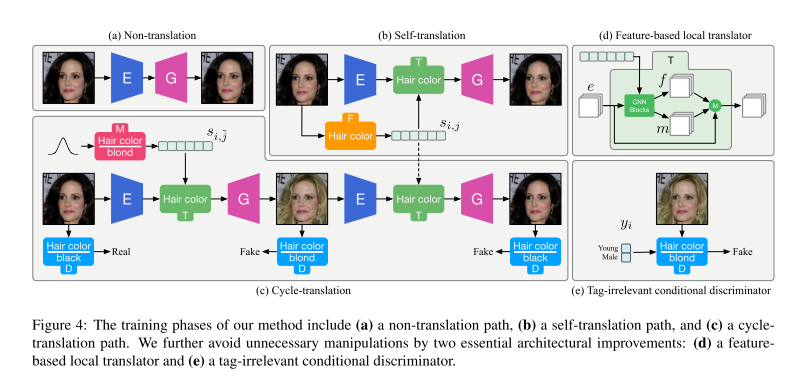 (a) Non-translation
(b) Self-translation
(d) Feature-based local translator
E
G
E
T
Hair color
G
F
Hair color
s_{i,j}
T
e
CNN
Blocks
f
m
M
(c) Cycle-translation
M
Hair color
blond
s_{i,\tilde{j}}
E
Hair color
T
G
E
Hair color
T
G
Hair color
black
D
Real
Fake
Hair color
blond
D
Fake
Hair color
black
D
y_i
Young
Male
Hair color
blond
D
Fake
(e) Tag-irrelevant conditional discriminator
Figure 4: The training phases of our method include (a) a non-translation path, (b) a self-translation path, and (c) a cycle-
translation path. We further avoid unnecessary manipulations by two essential architectural improvements: (d) a feature-
based local translator and (e) a tag-irrelevant conditional discriminator.